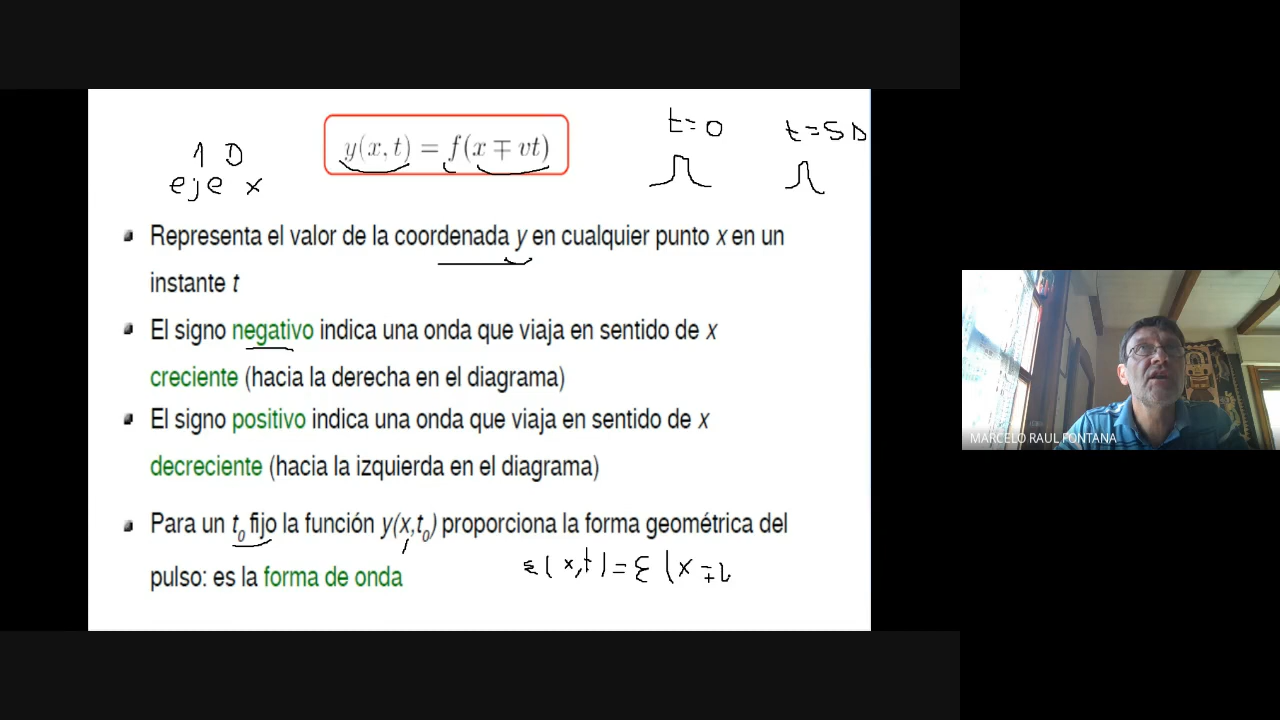 t=0
t=5 D
1 D
eje x
y(x, t) = f(x ∓ vt)
Representa el valor de la coordenada y en cualquier punto x en un
instante t
El signo negativo indica una onda que viaja en sentido de x
creciente (hacia la derecha en el diagrama)
El signo positivo indica una onda que viaja en sentido de x
decreciente (hacia la izquierda en el diagrama)
Para un t₀ fijo la función y(x,t₀) proporciona la forma geométrica del
pulso: es la forma de onda
ε(x,t)=ε(x ∓
MARCELO RAUL FONTANA